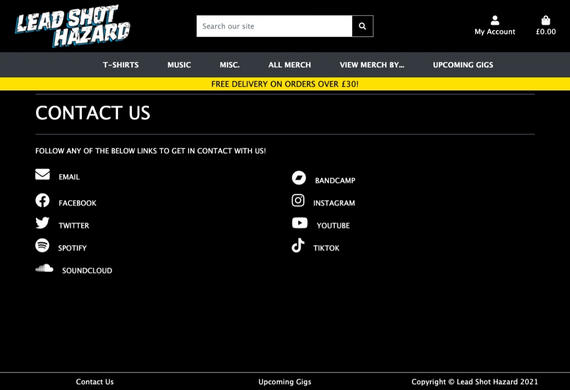 LEAD SHOT
HAZARD
Search our site
My Account
£0.00
T-SHIRTS MUSIC MISC. ALL MERCH VIEW MERCH BY... UPCOMING GIGS
FREE DELIVERY ON ORDERS OVER £30!
CONTACT US
FOLLOW ANY OF THE BELOW LINKS TO GET IN CONTACT WITH US!
EMAIL
FACEBOOK
TWITTER
SPOTIFY
SOUNDCLOUD
BANDCAMP
INSTAGRAM
YOUTUBE
TIKTOK
Contact Us Upcoming Gigs Copyright © Lead Shot Hazard 2021